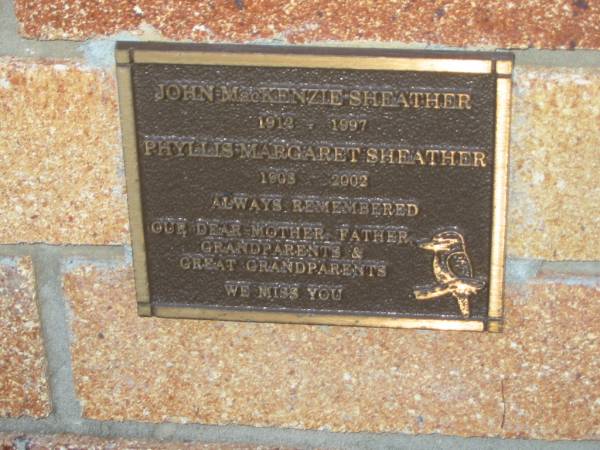 JOHN MacKENZIE SHEATHER
1912 - 1997
PHYLLIS MARGARET SHEATHER
1903 - 2002
ALWAYS REMEMBERED
OUR DEAR MOTHER, FATHER,
GRANDPARENTS &
GREAT GRANDPARENTS
WE MISS YOU